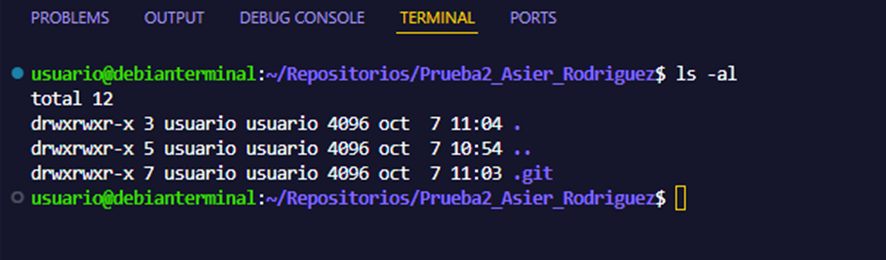 PROBLEMS OUTPUT DEBUG CONSOLE TERMINAL PORTS
usuario@debianterminal:~/Repositorios/Prueba2_Asier_Rodriguez$ ls -al
total 12
drwxrwxr-x 3 usuario usuario 4096 oct  7 11:04 .
drwxrwxr-x 5 usuario usuario 4096 oct  7 10:54 ..
drwxrwxr-x 7 usuario usuario 4096 oct  7 11:03 .git
usuario@debianterminal:~/Repositorios/Prueba2_Asier_Rodriguez$